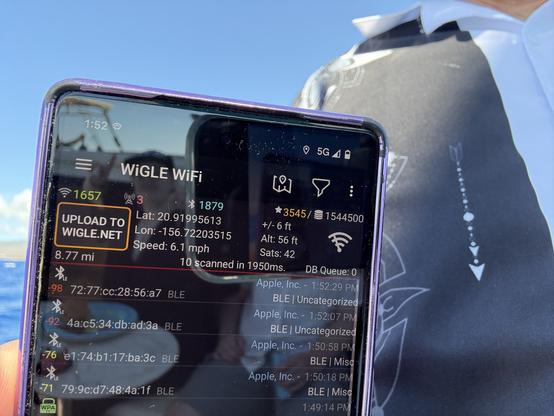 1:52
5G
WiGLE WiFi
1657 3 1879 3545/ 1544500
UPLOAD TO
WIGLE.NET
Lat: 20.91995613
Lon: -156.72203515
Speed: 6.1 mph
+/- 6 ft
Alt: 56 ft
Sats: 42
8.77 mi
10 scanned in 1950ms.
DB Queue: 0
Apple, Inc. - 1:52:29 PM
-98 72:77:cc:28:56:a7 BLE
BLE | Uncategorized
Apple, Inc. - 1:52:07 PM
-92 4a:c5:34:db:ad:3a BLE
BLE | Uncategorized
Apple, Inc. - 1:50:58 PM
-76 e1:74:b1:17:ba:3c BLE
BLE | Misc
Apple, Inc. - 1:50:18 PM
-71 79:9c:d7:48:4a:1f BLE
BLE | Misc
WPA
1:49:14 PM